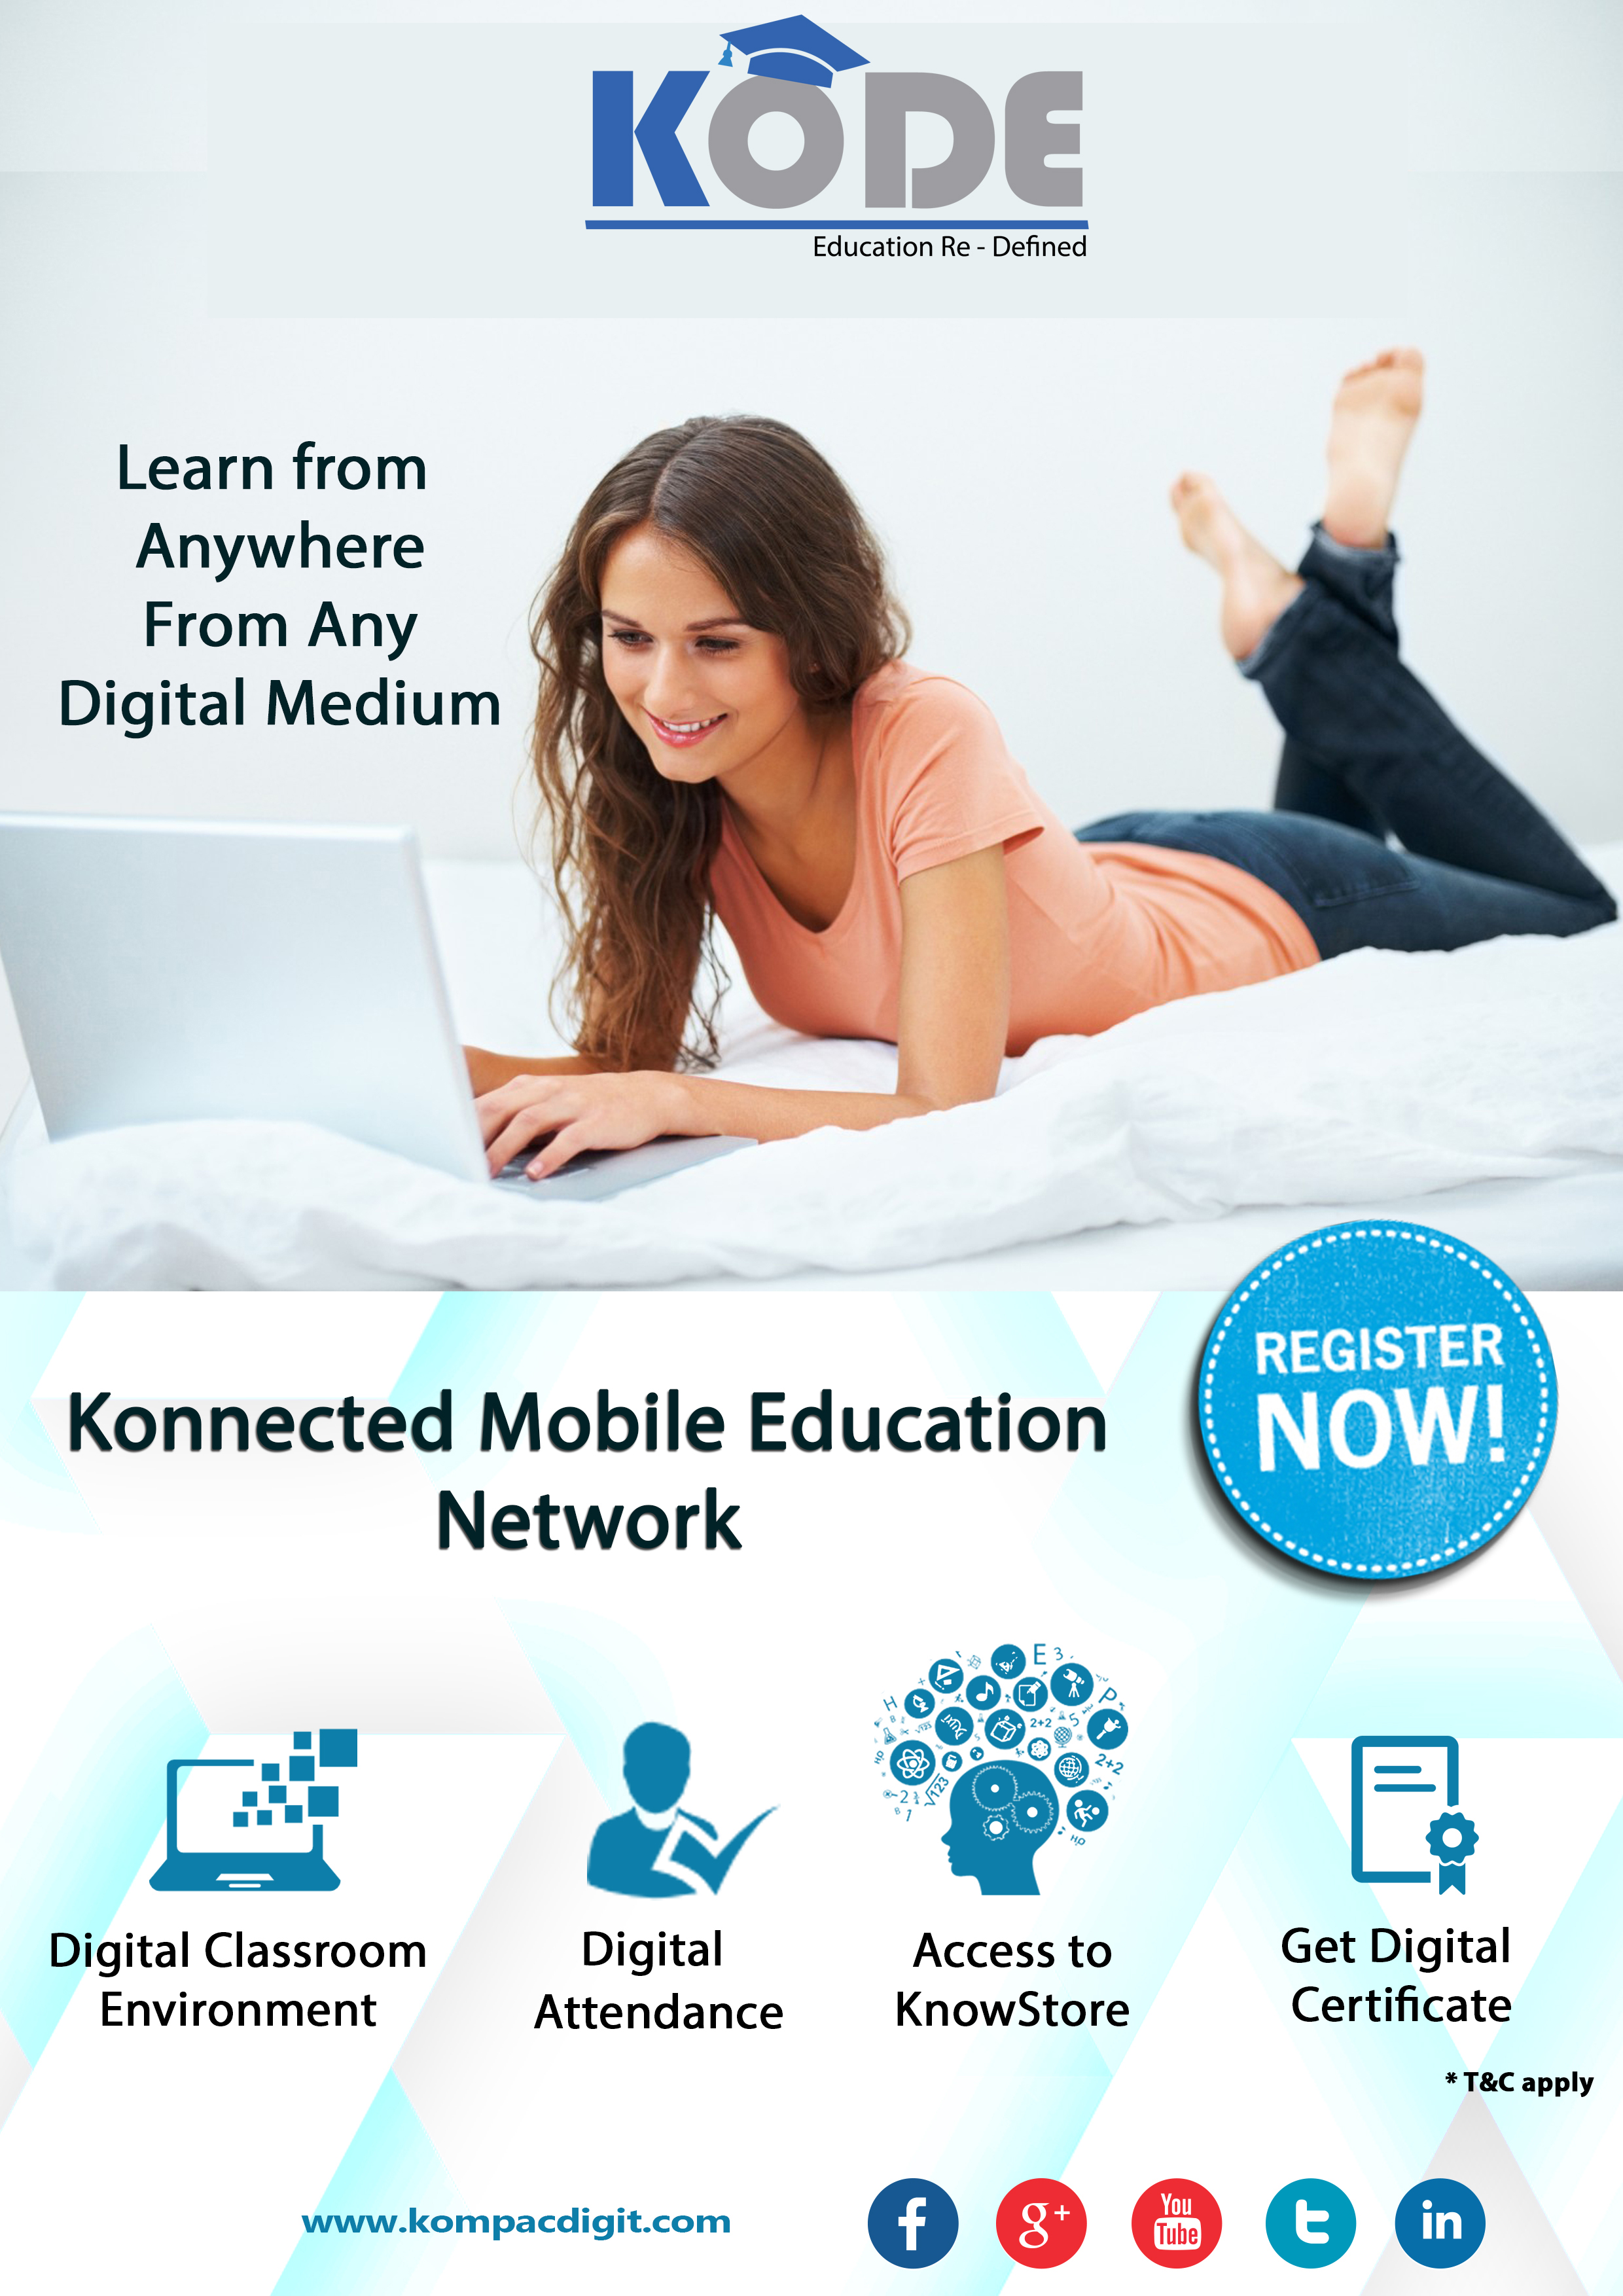 KODE
Education Re - Defined
Learn from
Anywhere
From Any
Digital Medium
REGISTER
NOW!
Konnected Mobile Education
Network
Digital Classroom
Environment
Digital
Attendance
Access to
KnowStore
Get Digital
Certificate
* T&C apply
www.kompacdigit.com
f
g+
You
Tube
t
in